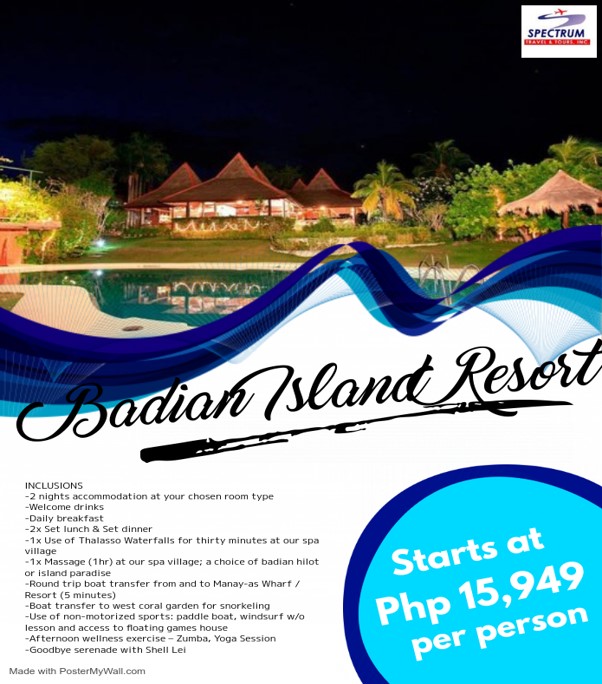 SPECTRUM
TRAVEL & TOURS, INC.
Badian Island Resort
INCLUSIONS
-2 nights accommodation at your chosen room type
-Welcome drinks
-Daily breakfast
-2x Set lunch & Set dinner
-1x Use of Thalasso Waterfalls for thirty minutes at our spa
village
-1x Massage (1hr) at our spa village; a choice of badian hilot
or island paradise
-Round trip boat transfer from and to Manay-as Wharf /
Resort (5 minutes)
-Boat transfer to west coral garden for snorkeling
-Use of non-motorized sports: paddle boat, windsurf w/o
lesson and access to floating games house
-Afternoon wellness exercise – Zumba, Yoga Session
-Goodbye serenade with Shell Lei
Starts at
Php 15,949
per person
Made with PosterMyWall.com